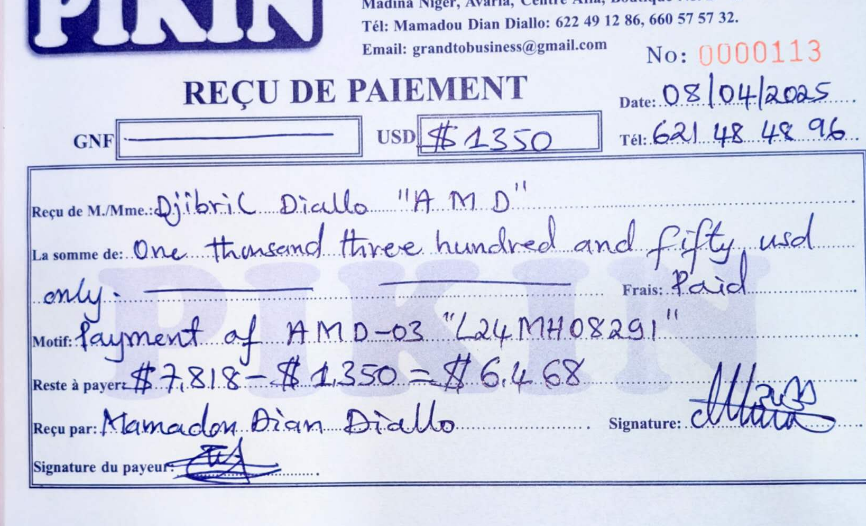 PIKIN
Madina Niger, Avaria, Centre
Tél: Mamadou Dian Diallo: 622 49 12 86, 660 57 57 32.
Email: grandtobusiness@gmail.com
No: 0000113
REÇU DE PAIEMENT
Date: 08/04/2025
GNF USD $ 1350 Tél: 621 48 48 96
Reçu de M./Mme.: Djibril Diallo "A M D"
La somme de: One thousand three hundred and fifty usd
only. Frais: Paid
Motif: Payment of AMD-03 "L24MH08291"
Reste à payer: $ 7,818 - $ 1,350 = $ 6,468
Reçu par: Mamadou Dian Diallo Signature:
Signature du payeur:
PIKIN